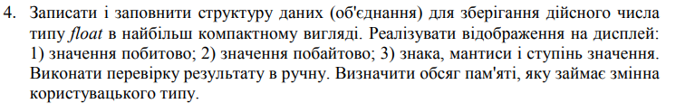 4. Записати і заповнити структуру даних (об'єднання) для зберігання дійсного числа
типу float в найбільш компактному вигляді. Реалізувати відображення на дисплей:
1) значення побитово; 2) значення побайтово; 3) знака, мантиси і ступінь значення.
Виконати перевірку результату в ручну. Визначити обсяг пам'яті, яку займає змінна
користувацького типу.